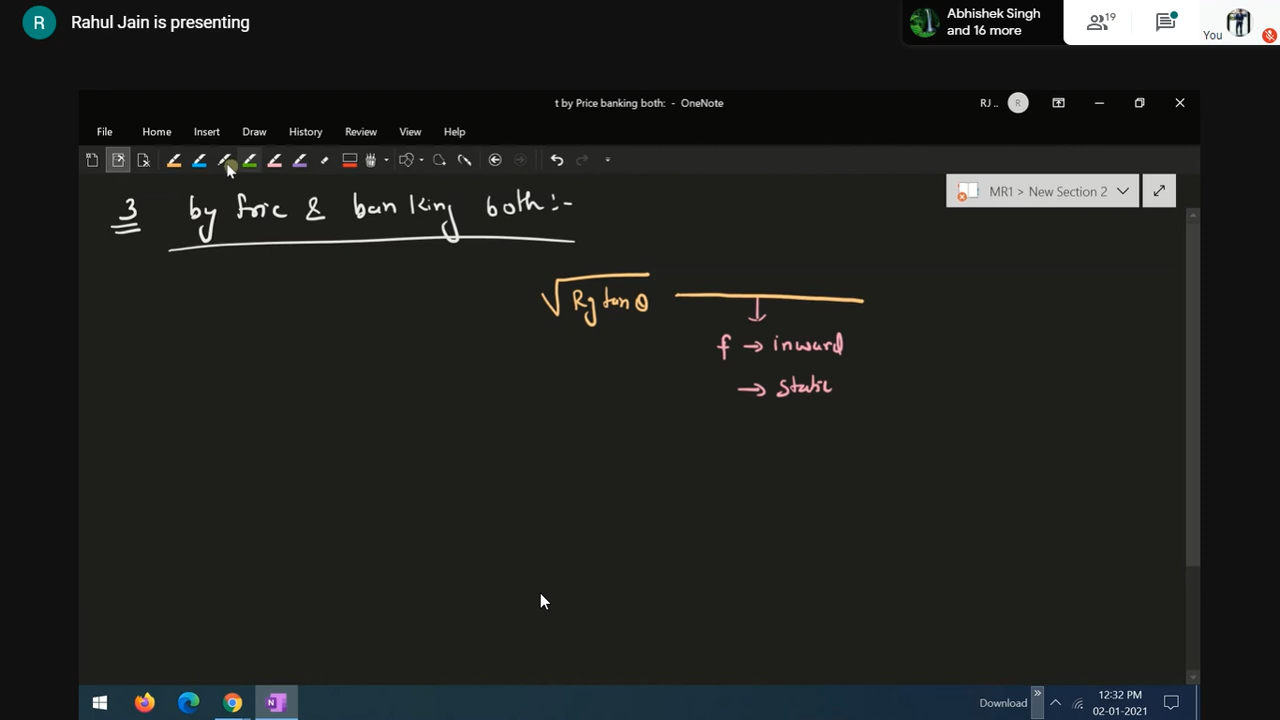 R Rahul Jain is presenting
Abhishek Singh
and 16 more
19
You
t by Price banking both: - OneNote
RJ ..
R
File Home Insert Draw History Review View Help
MR1 > New Section 2
3 by fric & banking both :-
√Rg tan θ
f → inward
→ static
Download
12:32 PM
02-01-2021